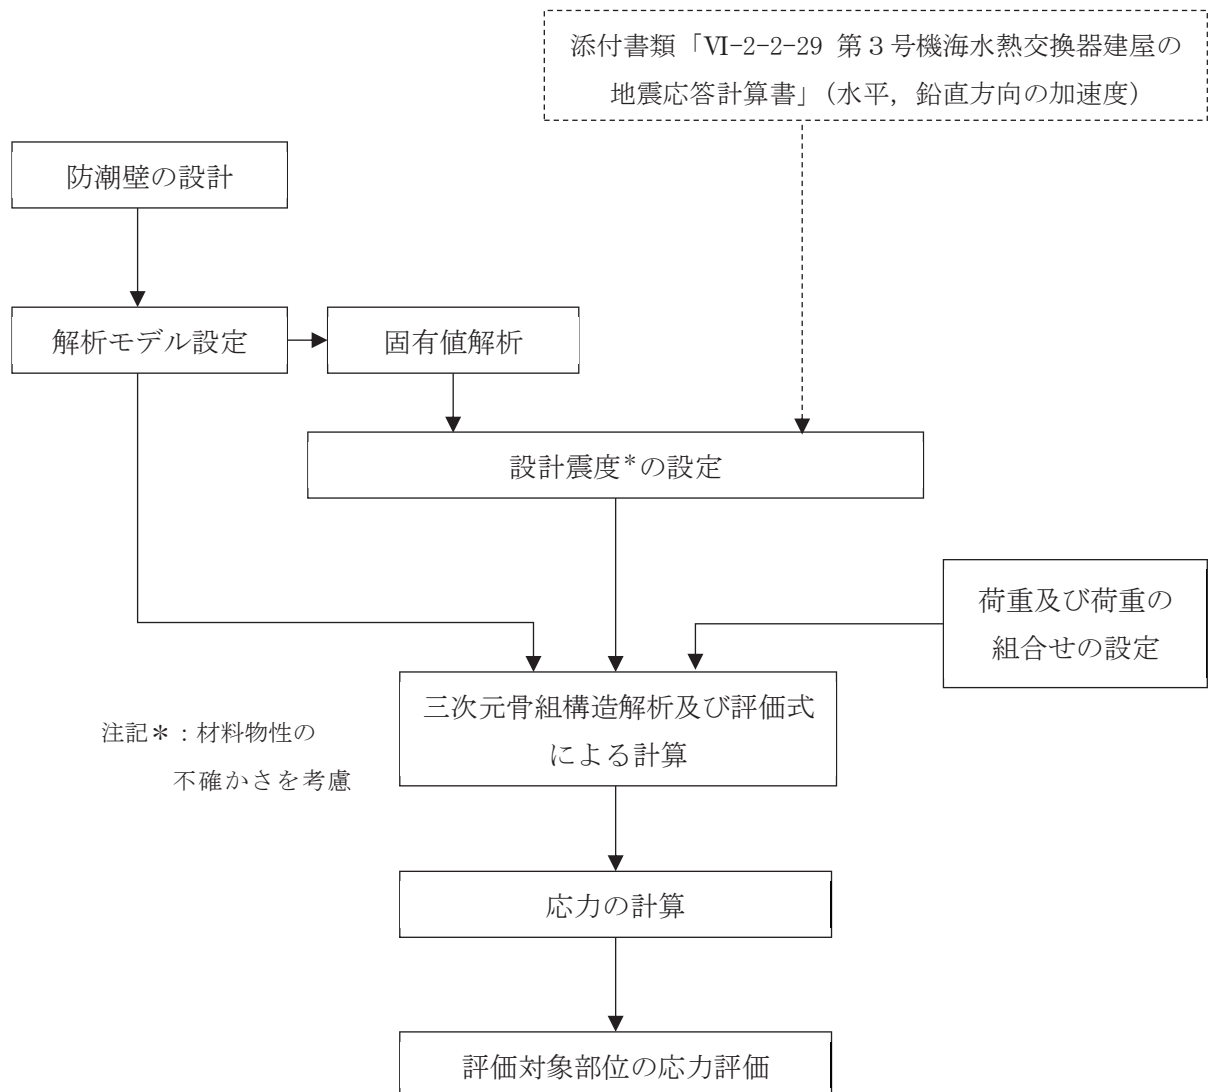 添付書類「Ⅵ-2-2-29 第３号機海水熱交換器建屋の
地震応答計算書」（水平，鉛直方向の加速度）
防潮壁の設計
解析モデル設定
固有値解析
設計震度*の設定
荷重及び荷重の
組合せの設定
三次元骨組構造解析及び評価式
による計算
注記＊：材料物性の
不確かさを考慮
応力の計算
評価対象部位の応力評価